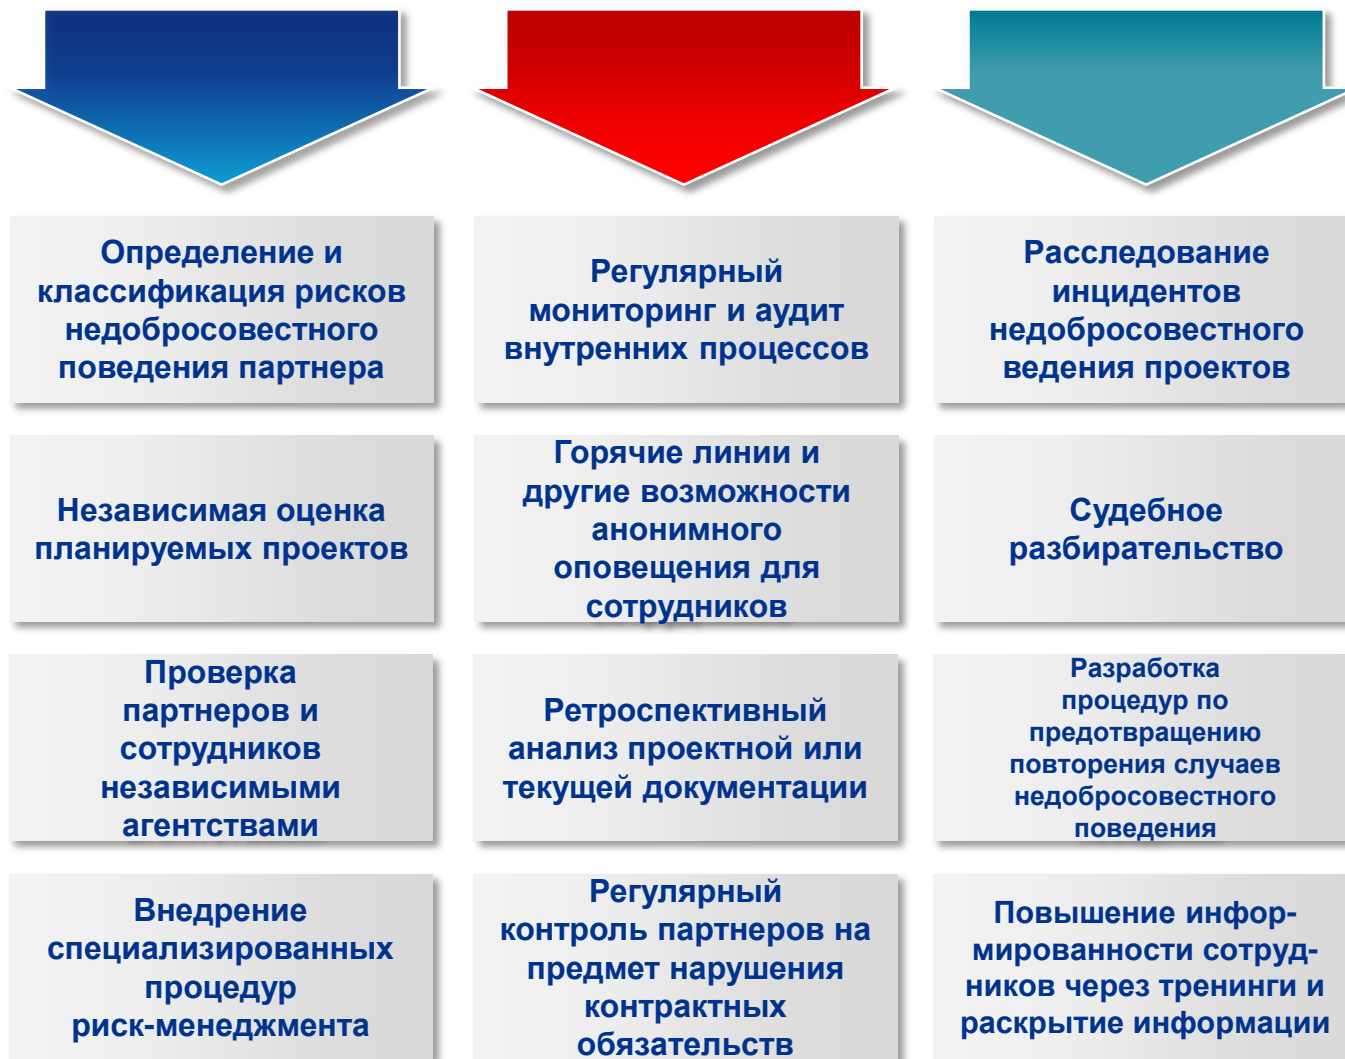 Определение и
классификация рисков
недобросовестного
поведения партнера
Независимая оценка
планируемых проектов
Проверка
партнеров и
сотрудников
независимыми
агентствами
Внедрение
специализированных
процедур
риск-менеджмента
Регулярный
мониторинг и аудит
внутренних процессов
Горячие линии и
другие возможности
анонимного
оповещения для
сотрудников
Ретроспективный
анализ проектной или
текущей документации
Регулярный
контроль партнеров на
предмет нарушения
контрактных
обязательств
Расследование
инцидентов
недобросовестного
ведения проектов
Судебное
разбирательство
Разработка
процедур по
предотвращению
повторения случаев
недобросовестного
поведения
Повышение инфор-
мированности сотруд-
ников через тренинги и
раскрытие информации